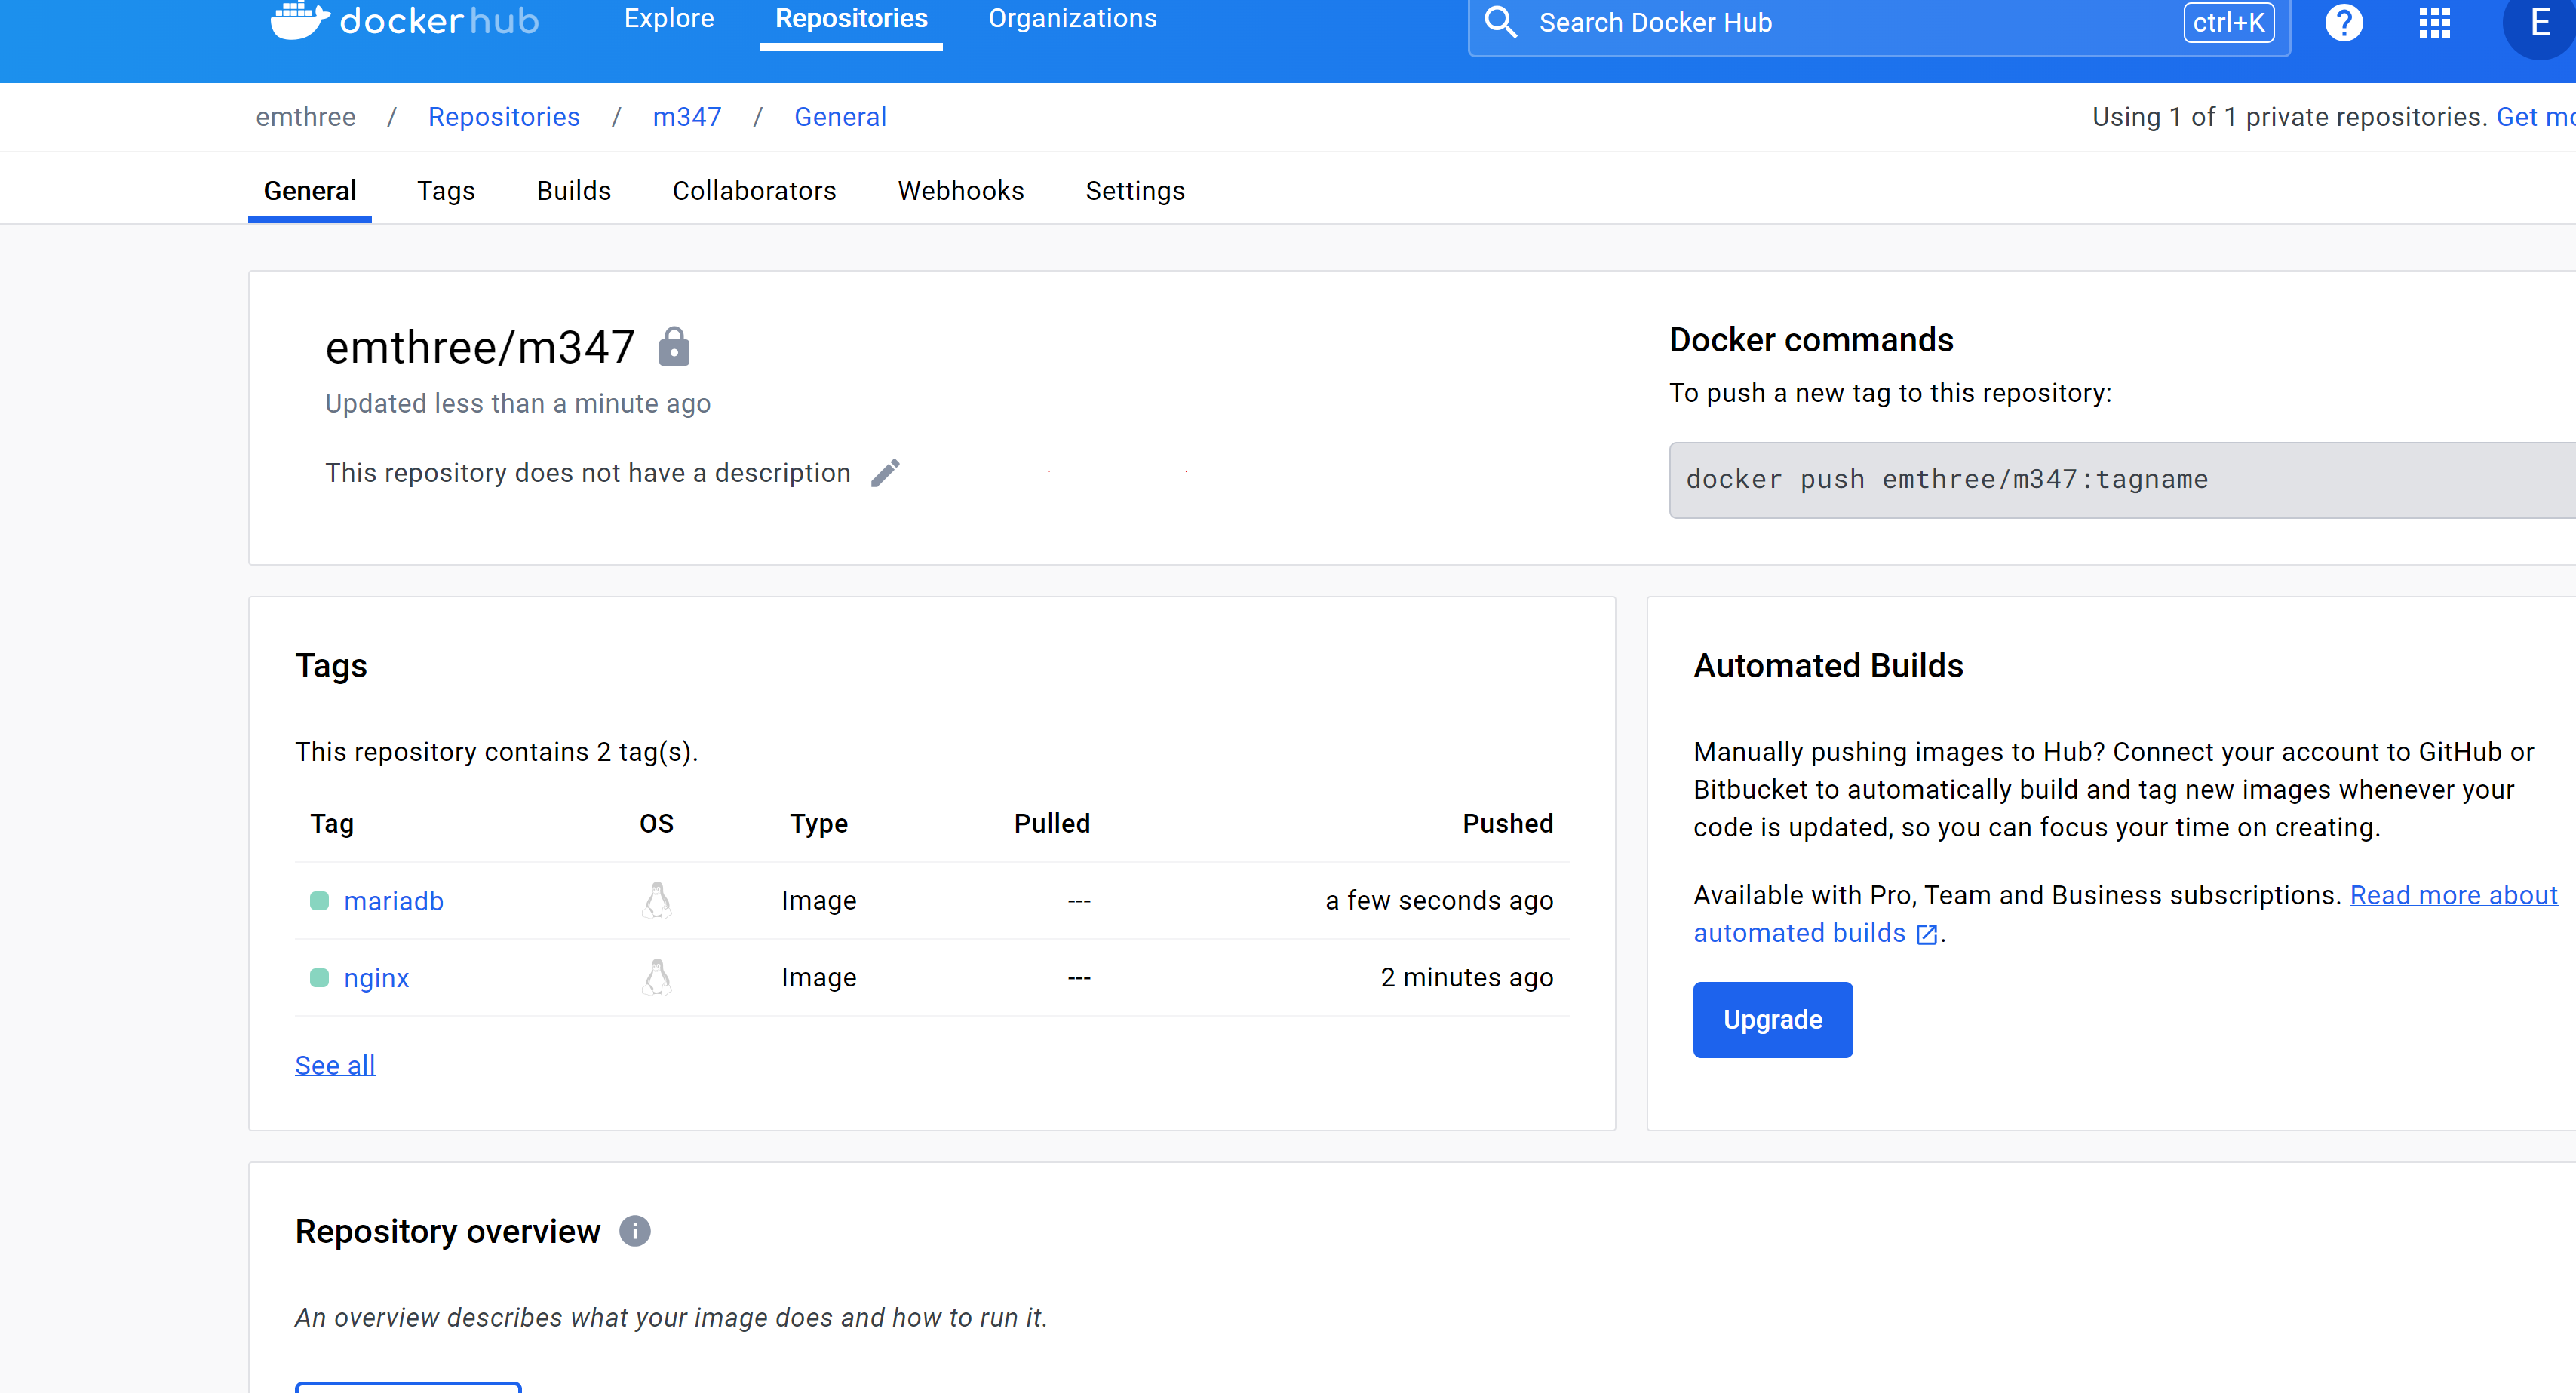 dockerhub Explore Repositories Organizations Search Docker Hub ctrl+K ? E
emthree / Repositories / m347 / General Using 1 of 1 private repositories. Get
General Tags Builds Collaborators Webhooks Settings
emthree/m347
Updated less than a minute ago
This repository does not have a description
Docker commands
To push a new tag to this repository:
docker push emthree/m347:tagname
Tags
This repository contains 2 tag(s).
Tag OS Type Pulled Pushed
mariadb Image --- a few seconds ago
nginx Image --- 2 minutes ago
See all
Automated Builds
Manually pushing images to Hub? Connect your account to GitHub or
Bitbucket to automatically build and tag new images whenever your
code is updated, so you can focus your time on creating.
Available with Pro, Team and Business subscriptions. Read more about
automated builds .
Upgrade
Repository overview i
An overview describes what your image does and how to run it.